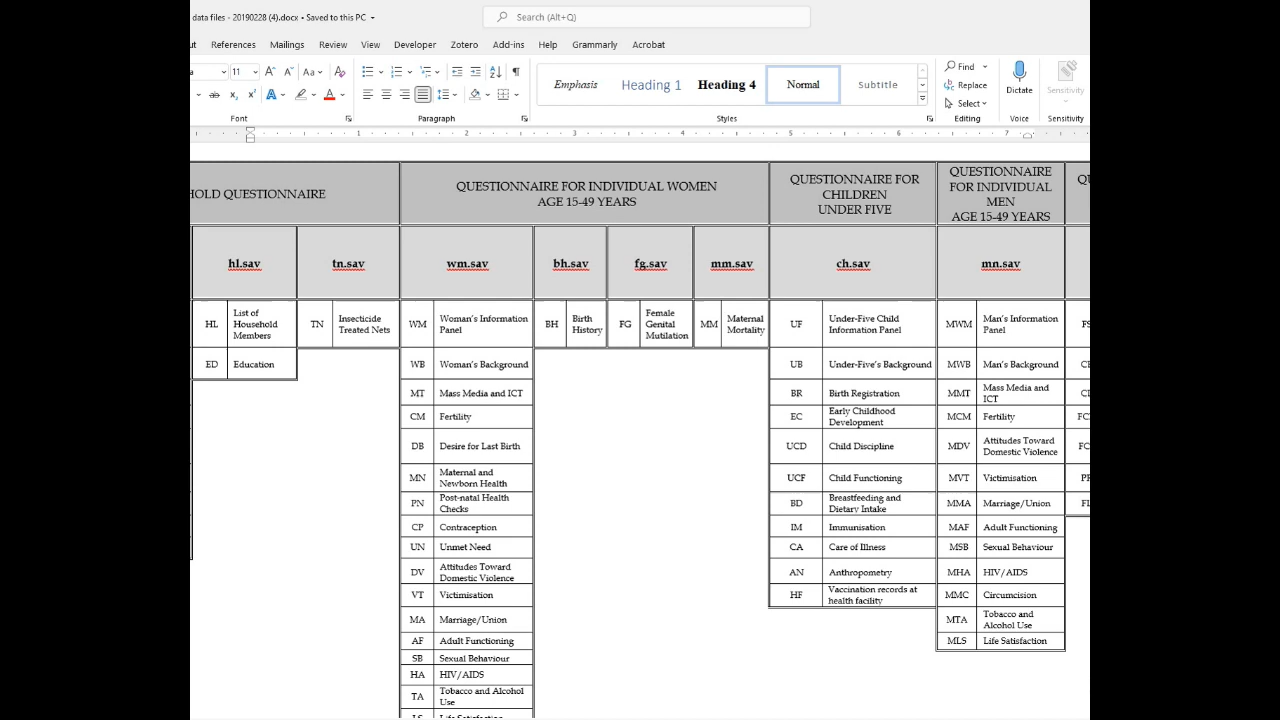 data files - 20190228 (4).docx • Saved to this PC
Search (Alt+Q)
References Mailings Review View Developer Zotero Add-ins Help Grammarly Acrobat
11
Emphasis Heading 1 Heading 4 Normal Subtitle
Find
Replace
Select
Dictate
Sensitivity
Font Paragraph Styles Editing Voice Sensitivity
1 2 3 4 5 6 7
HOLD QUESTIONNAIRE
QUESTIONNAIRE FOR INDIVIDUAL WOMEN
AGE 15-49 YEARS
QUESTIONNAIRE FOR
CHILDREN
UNDER FIVE
QUESTIONNAIRE
FOR INDIVIDUAL
MEN
AGE 15-49 YEARS
hl.sav tn.sav wm.sav bh.sav fg.sav mm.sav ch.sav mn.sav
HL List of
Household
Members
TN Insecticide
Treated Nets
WM Woman's Information
Panel
BH Birth
History
FG Female
Genital
Mutilation
MM Maternal
Mortality
UF Under-Five Child
Information Panel
MWM Man's Information
Panel
ED Education
WB Woman's Background
UB Under-Five's Background
MWB Man's Background
MT Mass Media and ICT
BR Birth Registration
MMT Mass Media and
ICT
CM Fertility
EC Early Childhood
Development
MCM Fertility
DB Desire for Last Birth
UCD Child Discipline
MDV Attitudes Toward
Domestic Violence
MN Maternal and
Newborn Health
UCF Child Functioning
MVT Victimisation
PN Post-natal Health
Checks
BD Breastfeeding and
Dietary Intake
MMA Marriage/Union
CP Contraception
IM Immunisation
MAF Adult Functioning
UN Unmet Need
CA Care of Illness
MSB Sexual Behaviour
DV Attitudes Toward
Domestic Violence
AN Anthropometry
MHA HIV/AIDS
VT Victimisation
HF Vaccination records at
health facility
MMC Circumcision
MA Marriage/Union
MTA Tobacco and
Alcohol Use
AF Adult Functioning
MLS Life Satisfaction
SB Sexual Behaviour
HA HIV/AIDS
TA Tobacco and Alcohol
Use
LS Life Satisfaction